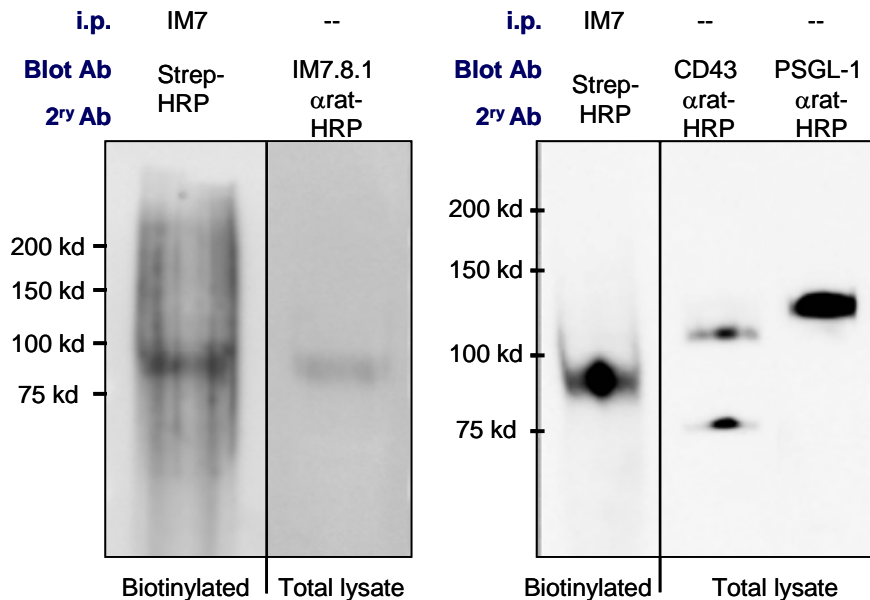 i.p. IM7 --
Blot Ab Strep-HRP IM7.8.1
2ry Ab αrat-HRP
200 kd
150 kd
100 kd
75 kd
Biotinylated Total lysate
i.p. IM7 -- --
Blot Ab Strep-HRP CD43 PSGL-1
2ry Ab αrat-HRP αrat-HRP
200 kd
150 kd
100 kd
75 kd
Biotinylated Total lysate